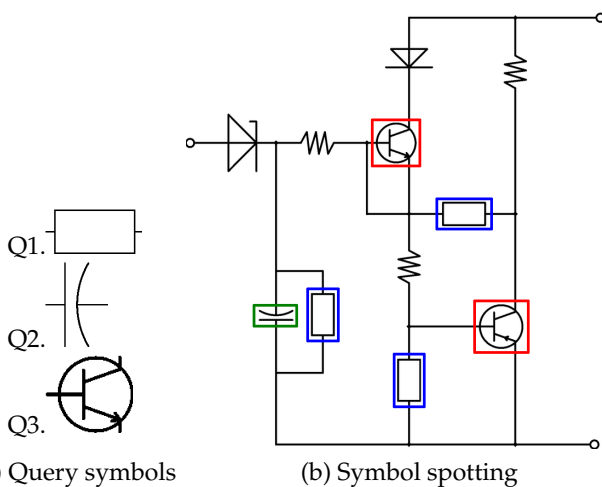 Q1.
Q2.
Q3.
) Query symbols
(b) Symbol spotting